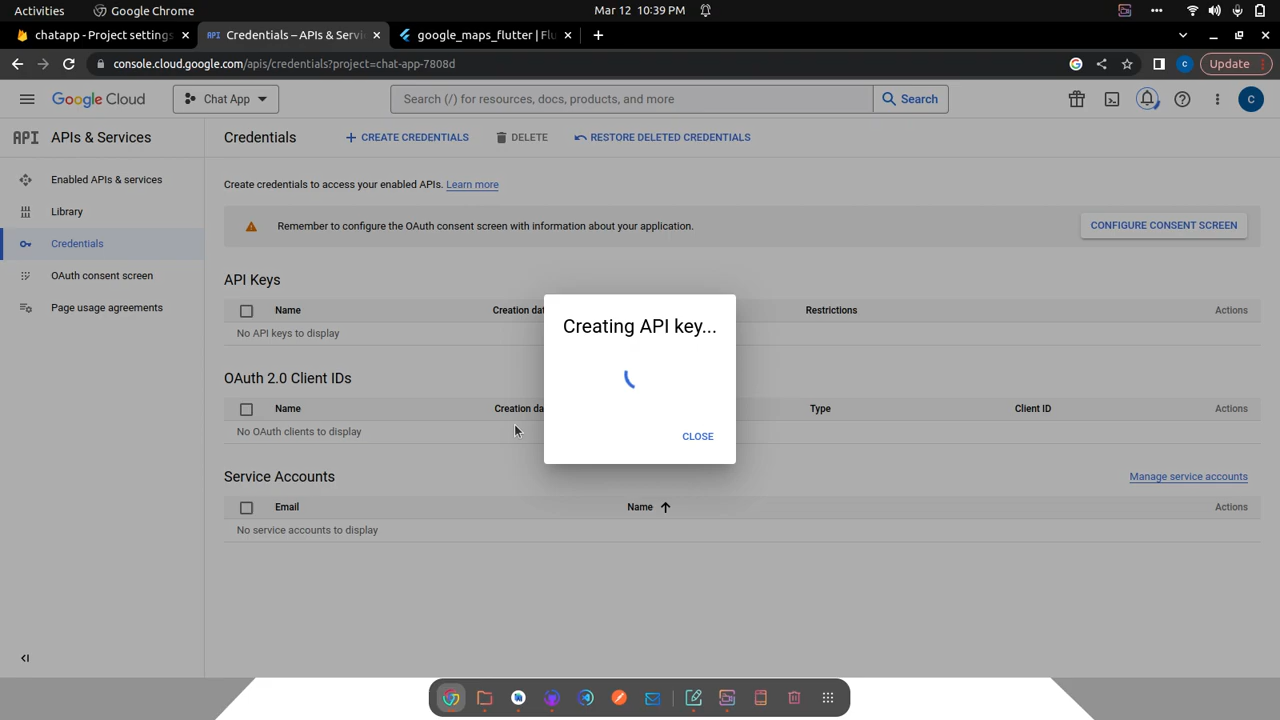 Activities
Google Chrome
Mar 12 10:39 PM
chatapp - Project settings
API
Credentials – APIs & Servi
google_maps_flutter | Flu
console.cloud.google.com/apis/credentials?project=chat-app-7808d
G
C
Update
Google Cloud
Chat App
Search (/) for resources, docs, products, and more
Search
C
API APIs & Services
Credentials
CREATE CREDENTIALS
DELETE
RESTORE DELETED CREDENTIALS
Enabled APIs & services
Library
Credentials
OAuth consent screen
Page usage agreements
Create credentials to access your enabled APIs. Learn more
Remember to configure the OAuth consent screen with information about your application.
CONFIGURE CONSENT SCREEN
API Keys
Name
Creation dat
Restrictions
Actions
No API keys to display
Creating API key...
CLOSE
OAuth 2.0 Client IDs
Name
Creation da
Type
Client ID
Actions
No OAuth clients to display
Service Accounts
Manage service accounts
Email
Name
Actions
No service accounts to display